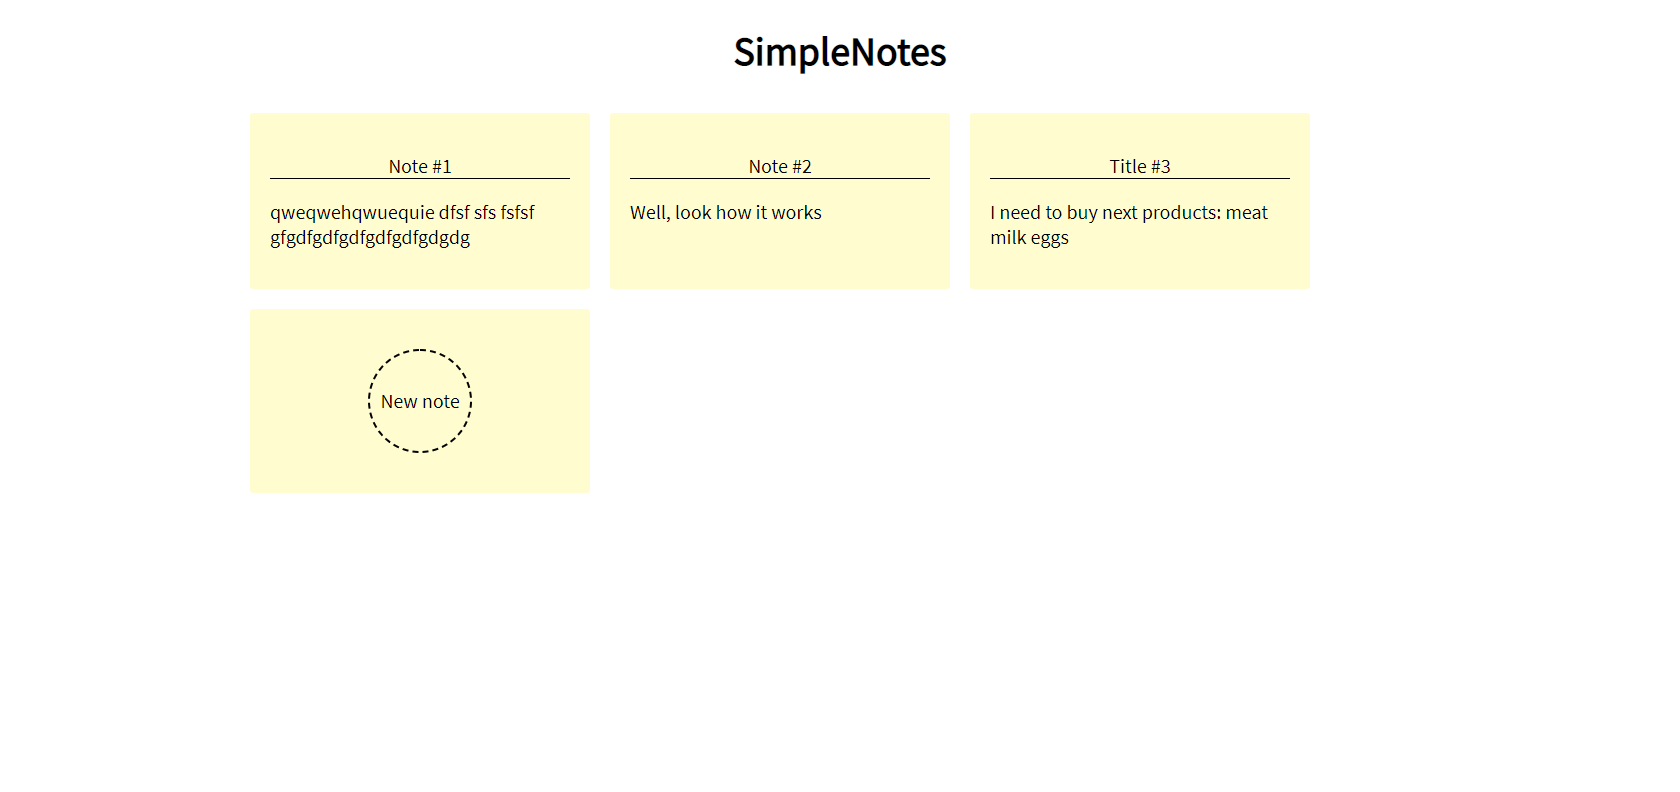 SimpleNotes
Note #1
qweqwehqwuequie dfsf sfs fsfsf
gfgdfgdfgdfgdfgdfgdgdg
Note #2
Well, look how it works
Title #3
I need to buy next products: meat
milk eggs
New note